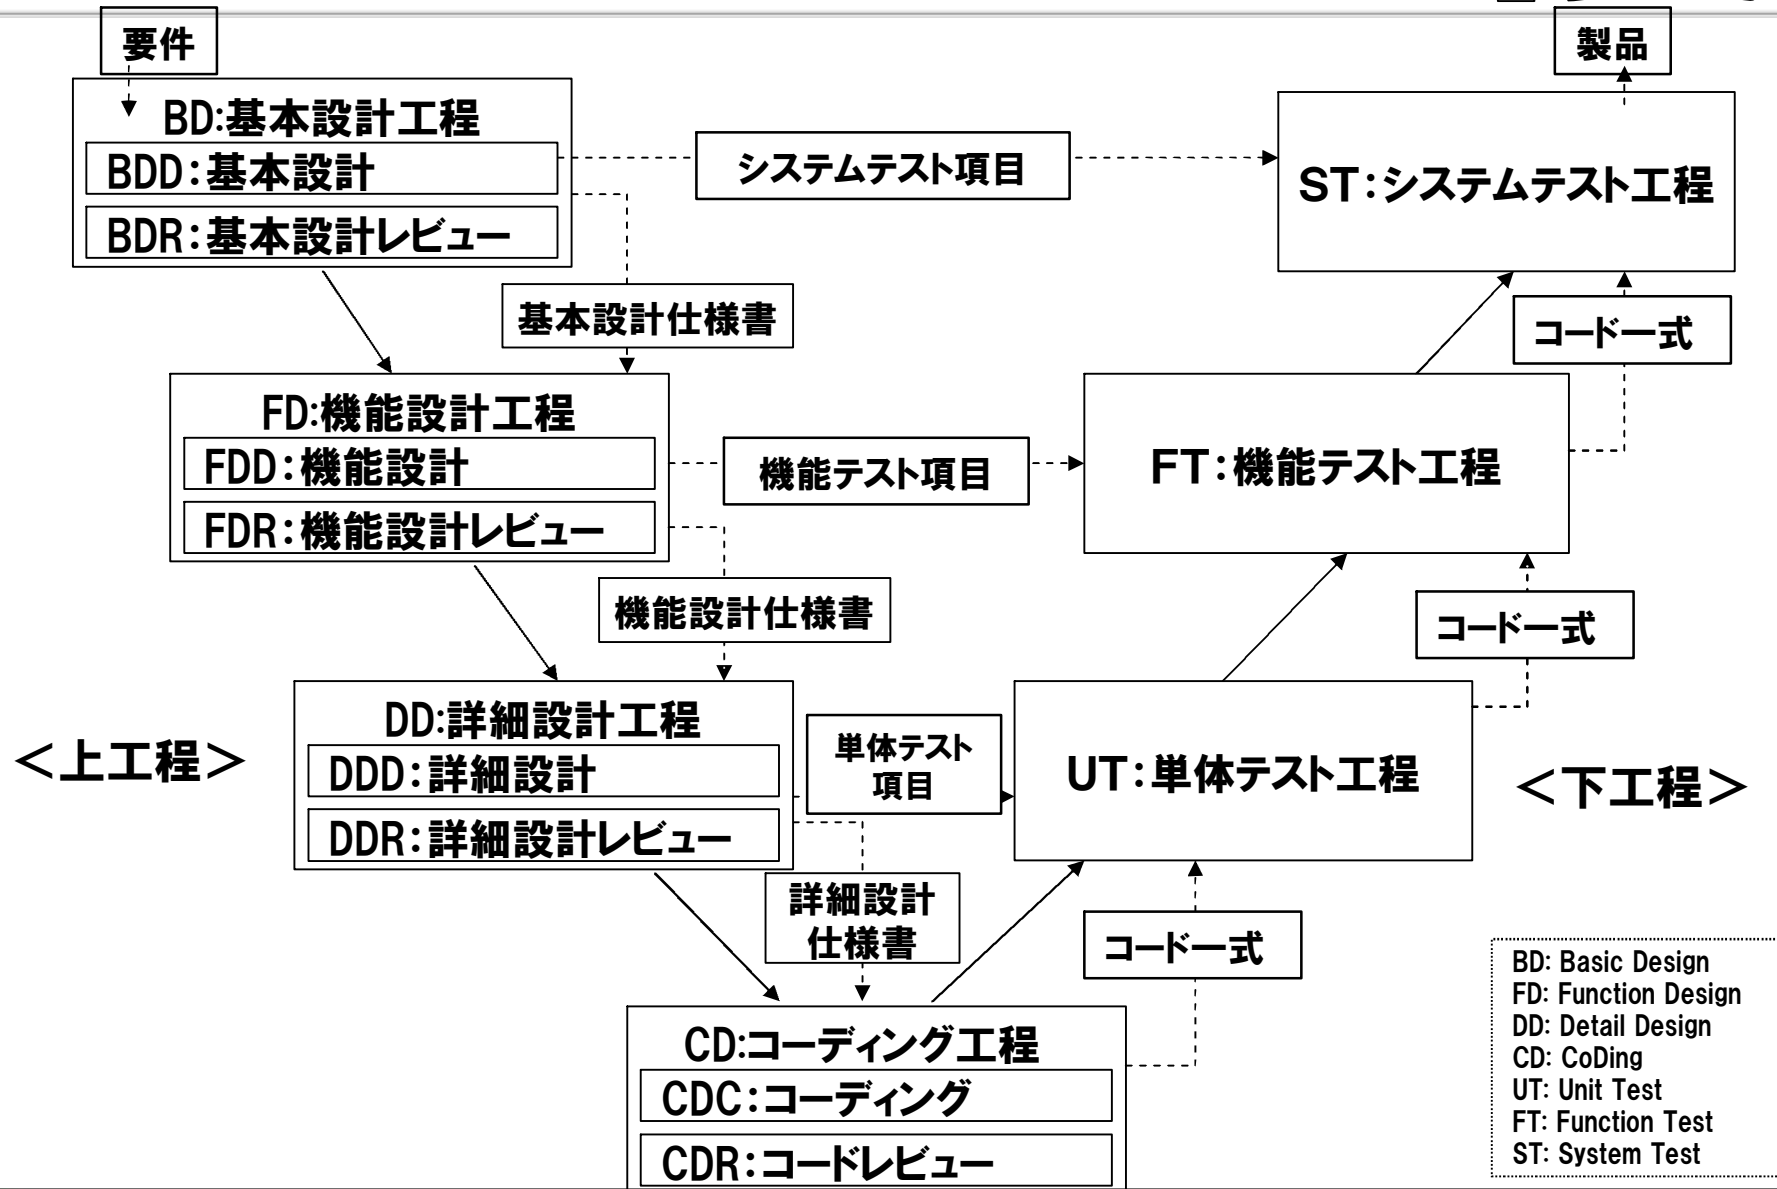 要件
製品
BD:基本設計工程
BDD:基本設計
BDR:基本設計レビュー
システムテスト項目
ST:システムテスト工程
基本設計仕様書
コード一式
FD:機能設計工程
FDD:機能設計
FDR:機能設計レビュー
機能テスト項目
FT:機能テスト工程
機能設計仕様書
コード一式
<上工程>
DD:詳細設計工程
DDD:詳細設計
DDR:詳細設計レビュー
単体テスト
項目
UT:単体テスト工程
<下工程>
詳細設計
仕様書
コード一式
CD:コーディング工程
CDC:コーディング
CDR:コードレビュー
BD: Basic Design
FD: Function Design
DD: Detail Design
CD: CoDing
UT: Unit Test
FT: Function Test
ST: System Test